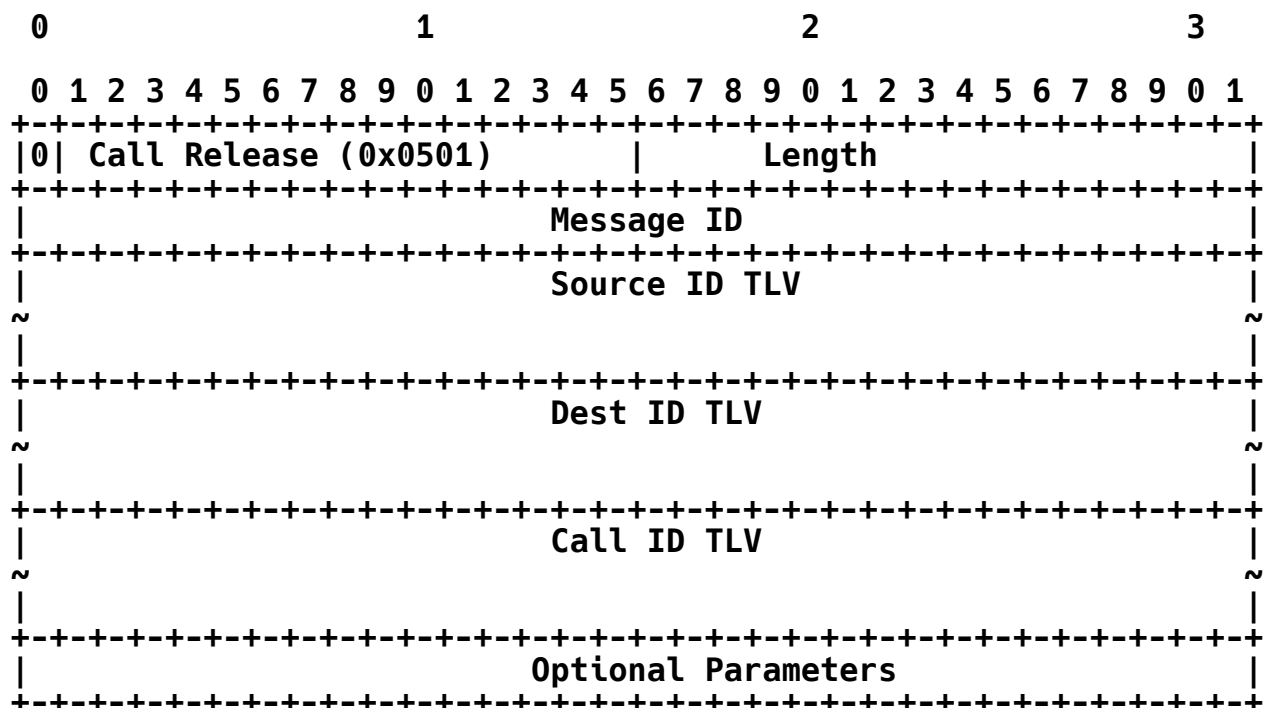 0                   1                   2                   3
 0 1 2 3 4 5 6 7 8 9 0 1 2 3 4 5 6 7 8 9 0 1 2 3 4 5 6 7 8 9 0 1
+-+-+-+-+-+-+-+-+-+-+-+-+-+-+-+-+-+-+-+-+-+-+-+-+-+-+-+-+-+-+-+-+
|0| Call Release (0x0501)       |      Length                   |
+-+-+-+-+-+-+-+-+-+-+-+-+-+-+-+-+-+-+-+-+-+-+-+-+-+-+-+-+-+-+-+-+
|                           Message ID                          |
+-+-+-+-+-+-+-+-+-+-+-+-+-+-+-+-+-+-+-+-+-+-+-+-+-+-+-+-+-+-+-+-+
|                           Source ID TLV                       |
~                                                               ~
|                                                               |
+-+-+-+-+-+-+-+-+-+-+-+-+-+-+-+-+-+-+-+-+-+-+-+-+-+-+-+-+-+-+-+-+
|                           Dest ID TLV                         |
~                                                               ~
|                                                               |
+-+-+-+-+-+-+-+-+-+-+-+-+-+-+-+-+-+-+-+-+-+-+-+-+-+-+-+-+-+-+-+-+
|                           Call ID TLV                         |
~                                                               ~
|                                                               |
+-+-+-+-+-+-+-+-+-+-+-+-+-+-+-+-+-+-+-+-+-+-+-+-+-+-+-+-+-+-+-+-+
|                          Optional Parameters                  |
+-+-+-+-+-+-+-+-+-+-+-+-+-+-+-+-+-+-+-+-+-+-+-+-+-+-+-+-+-+-+-+-+